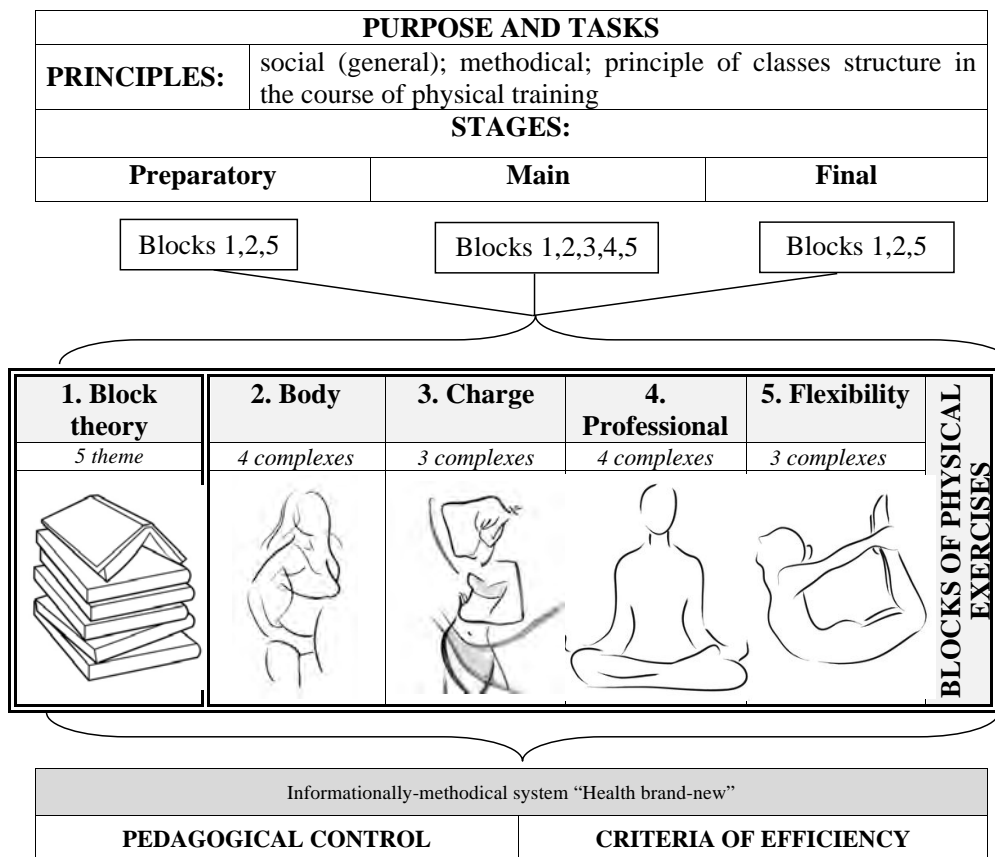 PURPOSE AND TASKS
PRINCIPLES:
social (general); methodical; principle of classes structure in
the course of physical training
STAGES:
Preparatory
Main
Final
Blocks 1,2,5
Blocks 1,2,3,4,5
Blocks 1,2,5
1. Block
theory
2. Body
3. Charge
4.
Professional
5. Flexibility
5 theme
4 complexes
3 complexes
4 complexes
3 complexes
BLOCKS OF PHYSICAL
EXERCISES
Informationally-methodical system “Health brand-new”
PEDAGOGICAL CONTROL
CRITERIA OF EFFICIENCY